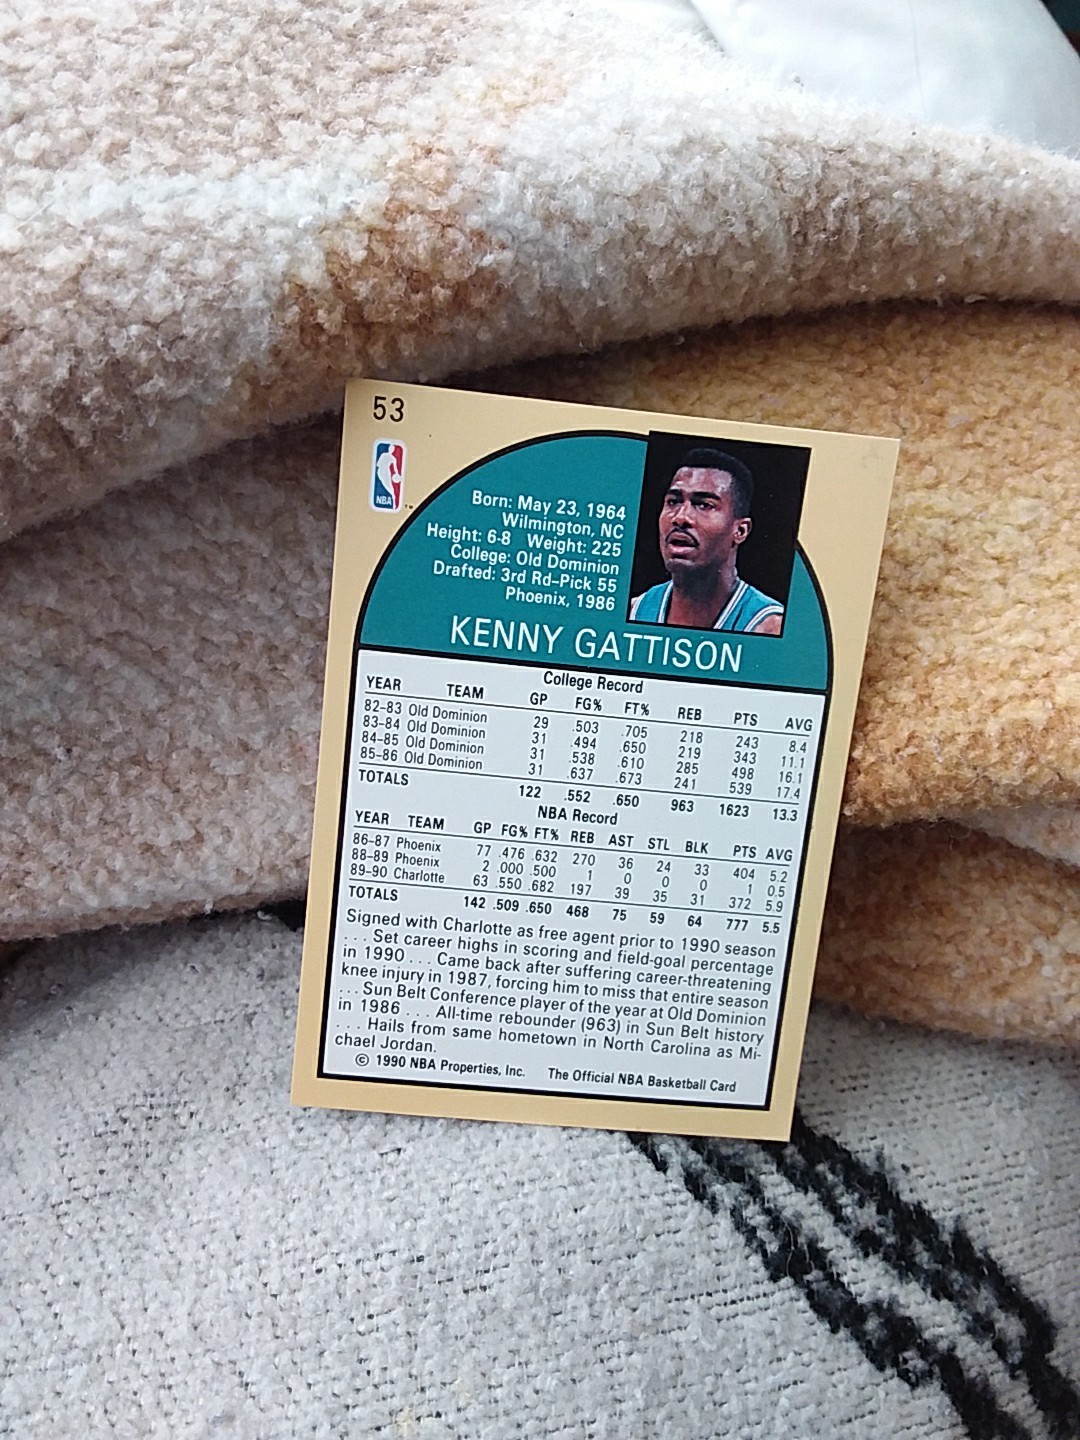 53
NBA
Born: May 23, 1964
Wilmington, NC
Height: 6-8 Weight: 225
College: Old Dominion
Drafted: 3rd Rd-Pick 55
Phoenix, 1986
KENNY GATTISON
College Record
YEAR TEAM GP FG% FT% REB PTS AVG
82-83 Old Dominion 29 .503 .705 218 243 8.4
83-84 Old Dominion 31 .494 .650 219 343 11.1
84-85 Old Dominion 31 .538 .610 285 498 16.1
85-86 Old Dominion 31 .637 .673 241 539 17.4
TOTALS 122 .552 .650 963 1623 13.3
NBA Record
YEAR TEAM GP FG% FT% REB AST STL BLK PTS AVG
86-87 Phoenix 77 .476 .632 270 36 24 33 404 5.2
88-89 Phoenix 2 .000 .500 1 0 0 0 1 0.5
89-90 Charlotte 63 .550 .682 197 39 35 31 372 5.9
TOTALS 142 .509 .650 468 75 59 64 777 5.5
Signed with Charlotte as free agent prior to 1990 season
. . . Set career highs in scoring and field-goal percentage
in 1990 . . . Came back after suffering career-threatening
knee injury in 1987, forcing him to miss that entire season
. . . Sun Belt Conference player of the year at Old Dominion
in 1986 . . . All-time rebounder (963) in Sun Belt history
. . . Hails from same hometown in North Carolina as Mi-
chael Jordan.
© 1990 NBA Properties, Inc. The Official NBA Basketball Card